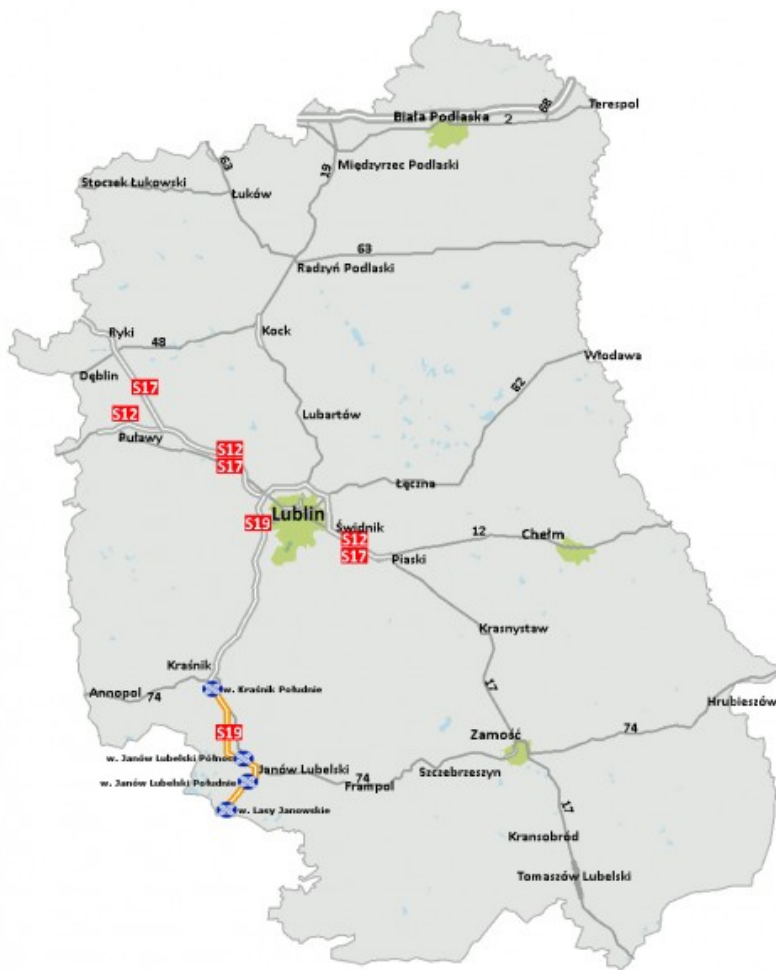 68
Terespol
Biała Podlaska
2
63
19
Międzyrzec Podlaski
Stoczek Łukowski
Łuków
63
Radzyń Podlaski
Ryki
48
Kock
Włodawa
Dęblin
S17
82
S12
Lubartów
Puławy
S12
S17
Łęczna
Lublin
S19
Świdnik
12
Chełm
S12
S17
Piaski
Krasnystaw
Kraśnik
17
Annopol
74
w. Kraśnik Południe
Hrubieszów
S19
Zamość
74
w. Janów Lubelski Północ
Janów Lubelski
74
Szczebrzeszyn
w. Janów Lubelski Południe
Frampol
w. Lasy Janowskie
17
Kransobród
Tomaszów Lubelski